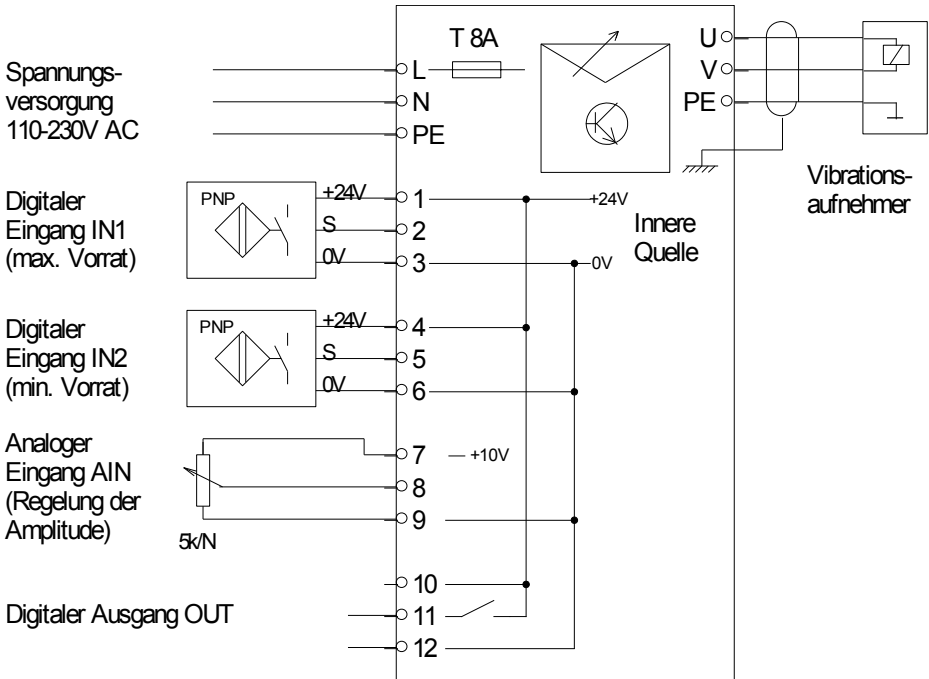 Spannungs-
versorgung
110-230V AC
T 8A
L
N
PE
U
V
PE
Vibrations-
aufnehmer
Digitaler
Eingang IN1
(max. Vorrat)
PNP
+24V
S
0V
1
2
3
+24V
0V
Innere
Quelle
Digitaler
Eingang IN2
(min. Vorrat)
PNP
+24V
S
0V
4
5
6
Analoger
Eingang AIN
(Regelung der
Amplitude)
5k/N
7
8
9
+10V
Digitaler Ausgang OUT
10
11
12